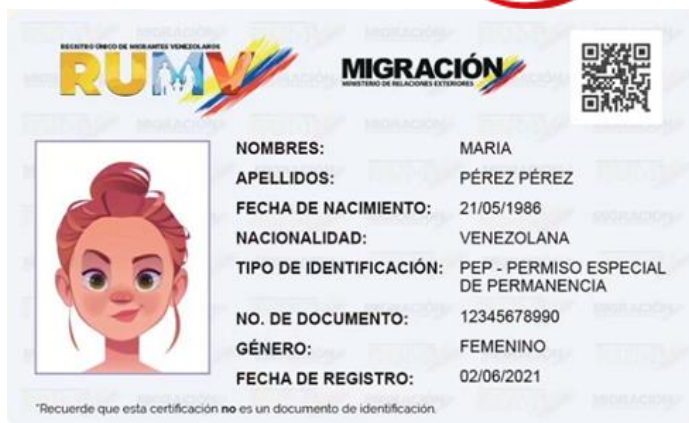 REGISTRO ÚNICO DE MIGRANTES VENEZOLANOS
RUMV
MIGRACIÓN
MINISTERIO DE RELACIONES EXTERIORES
NOMBRES: MARIA
APELLIDOS: PÉREZ PÉREZ
FECHA DE NACIMIENTO: 21/05/1986
NACIONALIDAD: VENEZOLANA
TIPO DE IDENTIFICACIÓN: PEP - PERMISO ESPECIAL
DE PERMANENCIA
NO. DE DOCUMENTO: 12345678990
GÉNERO: FEMENINO
FECHA DE REGISTRO: 02/06/2021
"Recuerde que esta certificación no es un documento de identificación.